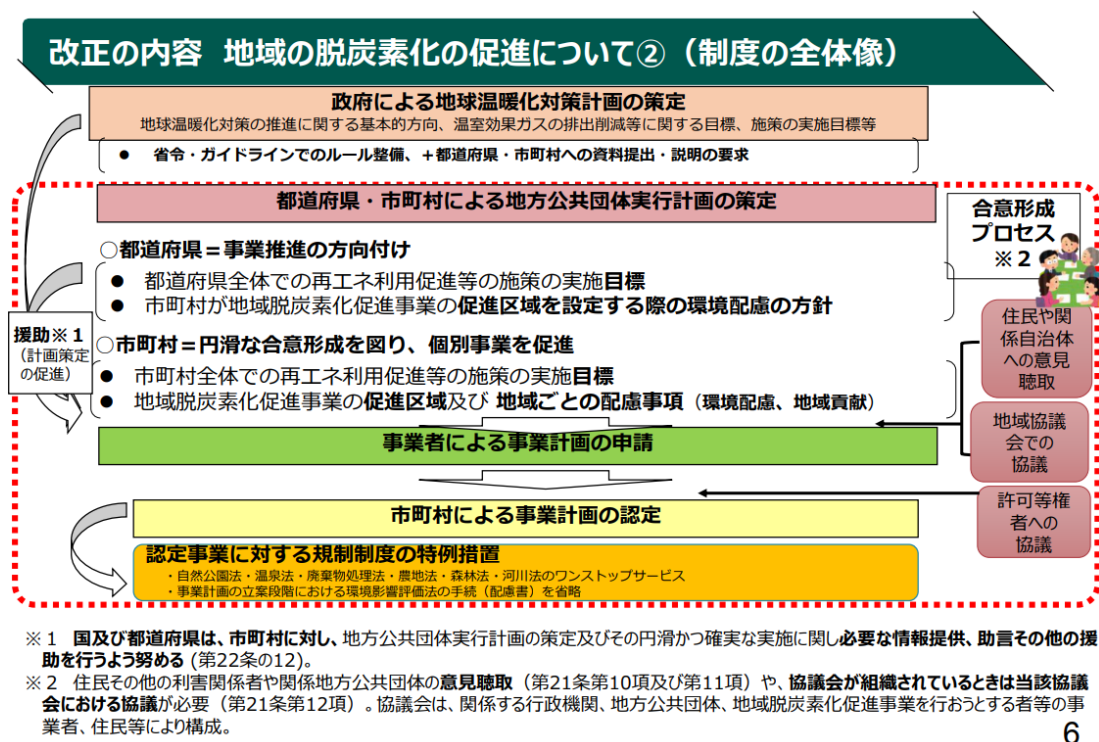 改正の内容 地域の脱炭素化の促進について②（制度の全体像）
政府による地球温暖化対策計画の策定
地球温暖化対策の推進に関する基本的方向、温室効果ガスの排出削減等に関する目標、施策の実施目標等
● 省令・ガイドラインでのルール整備、＋都道府県・市町村への資料提出・説明の要求
都道府県・市町村による地方公共団体実行計画の策定
合意形成
プロセス
※２
○都道府県＝事業推進の方向付け
● 都道府県全体での再エネ利用促進等の施策の実施目標
● 市町村が地域脱炭素化促進事業の促進区域を設定する際の環境配慮の方針
援助※１
（計画策定
の促進）
○市町村＝円滑な合意形成を図り、個別事業を促進
● 市町村全体での再エネ利用促進等の施策の実施目標
● 地域脱炭素化促進事業の促進区域及び 地域ごとの配慮事項（環境配慮、地域貢献）
住民や関
係自治体
への意見
聴取
地域協議
会での
協議
許可等権
者への
協議
事業者による事業計画の申請
市町村による事業計画の認定
認定事業に対する規制制度の特例措置
・自然公園法・温泉法・廃棄物処理法・農地法・森林法・河川法のワンストップサービス
・事業計画の立案段階における環境影響評価法の手続（配慮書）を省略
※１ 国及び都道府県は、市町村に対し、地方公共団体実行計画の策定及びその円滑かつ確実な実施に関し必要な情報提供、助言その他の援
助を行うよう努める (第22条の12)。
※２ 住民その他の利害関係者や関係地方公共団体の意見聴取（第21条第10項及び第11項）や、協議会が組織されているときは当該協議
会における協議が必要（第21条第12項）。協議会は、関係する行政機関、地方公共団体、地域脱炭素化促進事業を行おうとする者等の事
業者、住民等により構成。
6